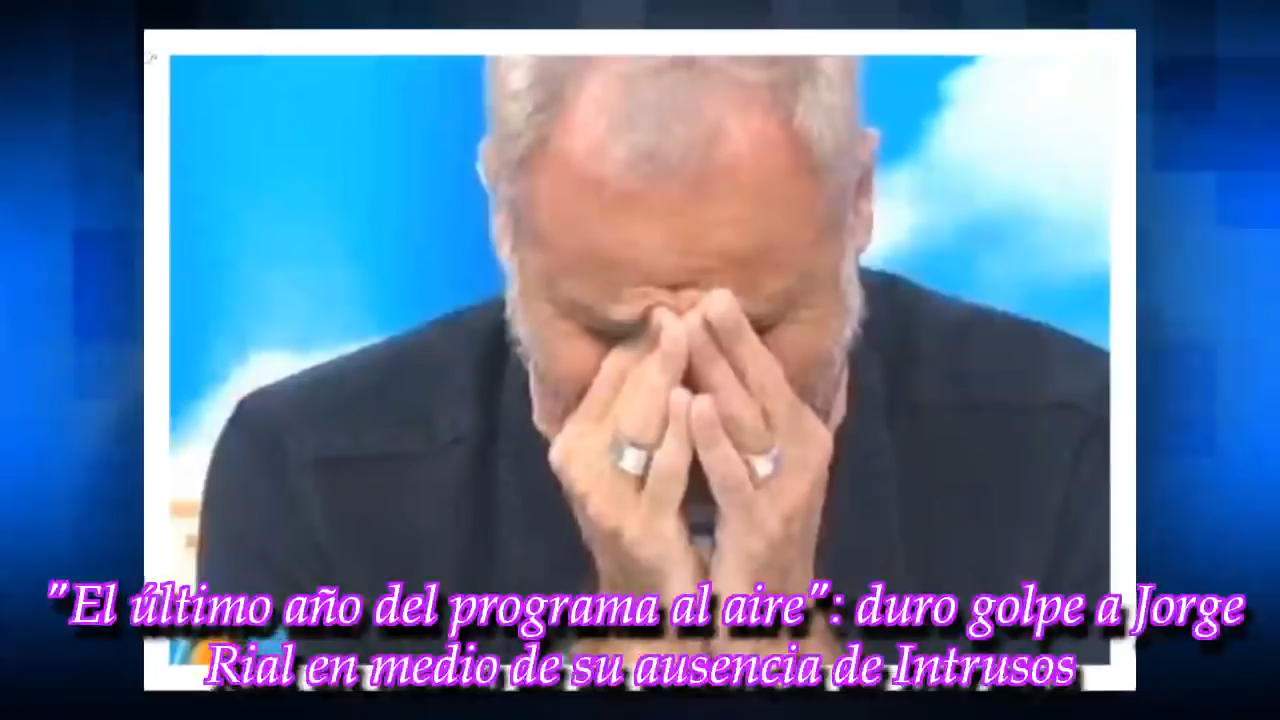 "El último año del programa al aire": duro golpe a Jorge
Rial en medio de su ausencia de Intrusos